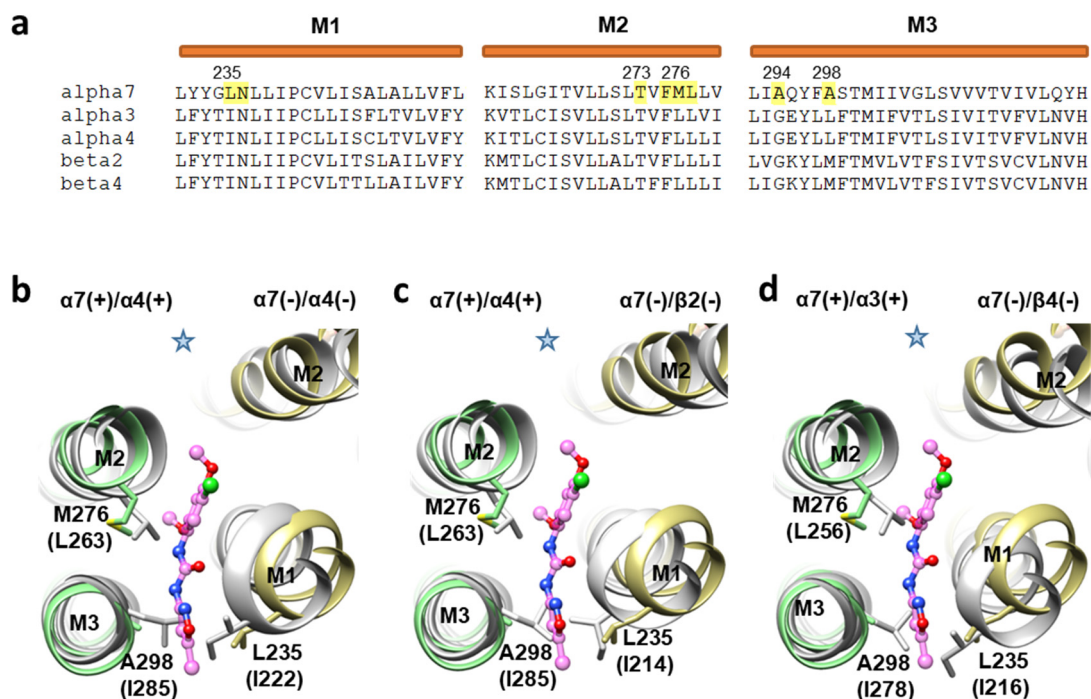 a
M1 M2 M3
235 273 276 294 298
alpha7 LYYGLNLLIPCVLISALALLVFL KISLGITVLLSLTVFMLLV LIAQYFASTMIIVGLSVVVTVIVLQYH
alpha3 LFYTINLIIPCLLISFLTVLVFY KVTLCISVLLSLTVFLLVI LIGEYLLFTMIFVTLSIVITVFVLNVH
alpha4 LFYTINLIIPCLLISCLTVLVFY KITLCISVLLSLTVFLLLI LIGEYLLFTMIFVTLSIVITVFVLNVH
beta2 LFYTINLIIPCVLITSLAILVFY KMTLCISVLLALTVFLLLI LVGKYLMFTMVLVTFSIVTSVCVLNVH
beta4 LFYTINLIIPCVLTTLLAILVFY KMTLCISVLLALTFFLLLI LIGKYLMFTMVLVTFSIVTSVCVLNVH
b
α7(+)/α4(+) α7(-)/α4(-)
M2
M2
M276
(L263)
M1
M3
A298
(I285)
L235
(I222)
c
α7(+)/α4(+) α7(-)/β2(-)
M2
M2
M276
(L263)
M1
M3
A298
(I285)
L235
(I214)
d
α7(+)/α3(+) α7(-)/β4(-)
M2
M2
M276
(L256)
M1
M3
A298
(I278)
L235
(I216)